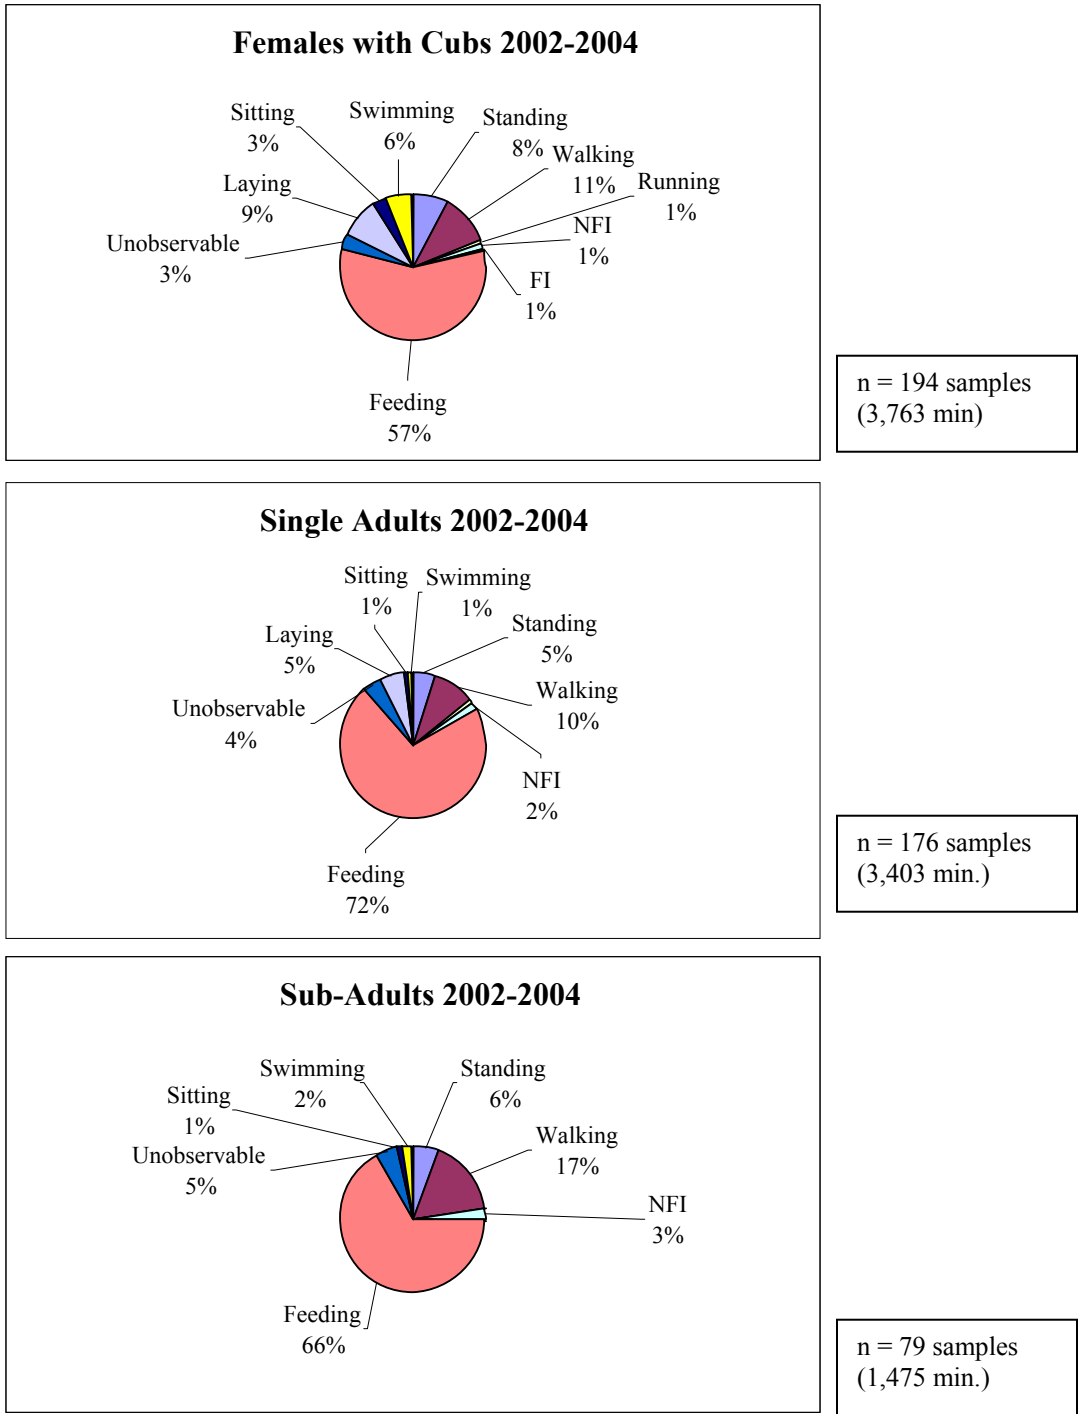 Females with Cubs 2002-2004
Sitting
3%
Swimming
6%
Standing
8%
Walking
11%
Running
1%
Laying
9%
NFI
1%
Unobservable
3%
FI
1%
Feeding
57%
n = 194 samples
(3,763 min)
Single Adults 2002-2004
Sitting
1%
Swimming
1%
Standing
5%
Laying
5%
Walking
10%
Unobservable
4%
NFI
2%
Feeding
72%
n = 176 samples
(3,403 min.)
Sub-Adults 2002-2004
Swimming
2%
Standing
6%
Sitting
1%
Walking
17%
Unobservable
5%
NFI
3%
Feeding
66%
n = 79 samples
(1,475 min.)